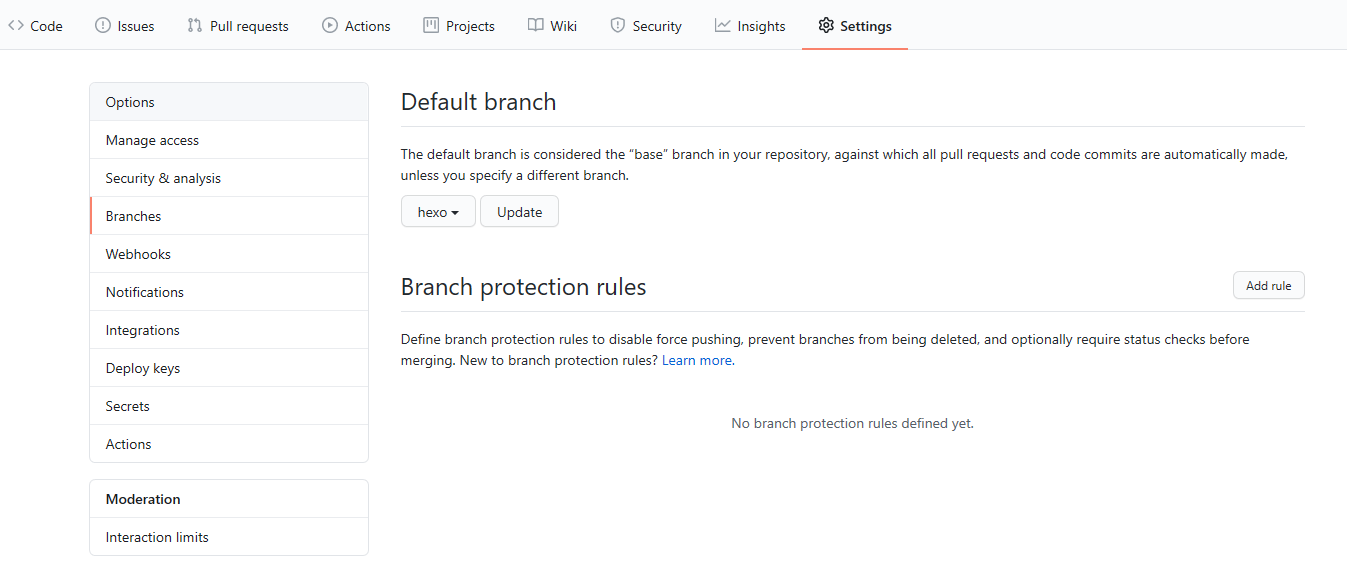 Code Issues Pull requests Actions Projects Wiki Security Insights Settings
Options
Manage access
Security & analysis
Branches
Webhooks
Notifications
Integrations
Deploy keys
Secrets
Actions
Moderation
Interaction limits
Default branch
The default branch is considered the “base” branch in your repository, against which all pull requests and code commits are automatically made,
unless you specify a different branch.
hexo Update
Branch protection rules
Add rule
Define branch protection rules to disable force pushing, prevent branches from being deleted, and optionally require status checks before
merging. New to branch protection rules? Learn more.
No branch protection rules defined yet.